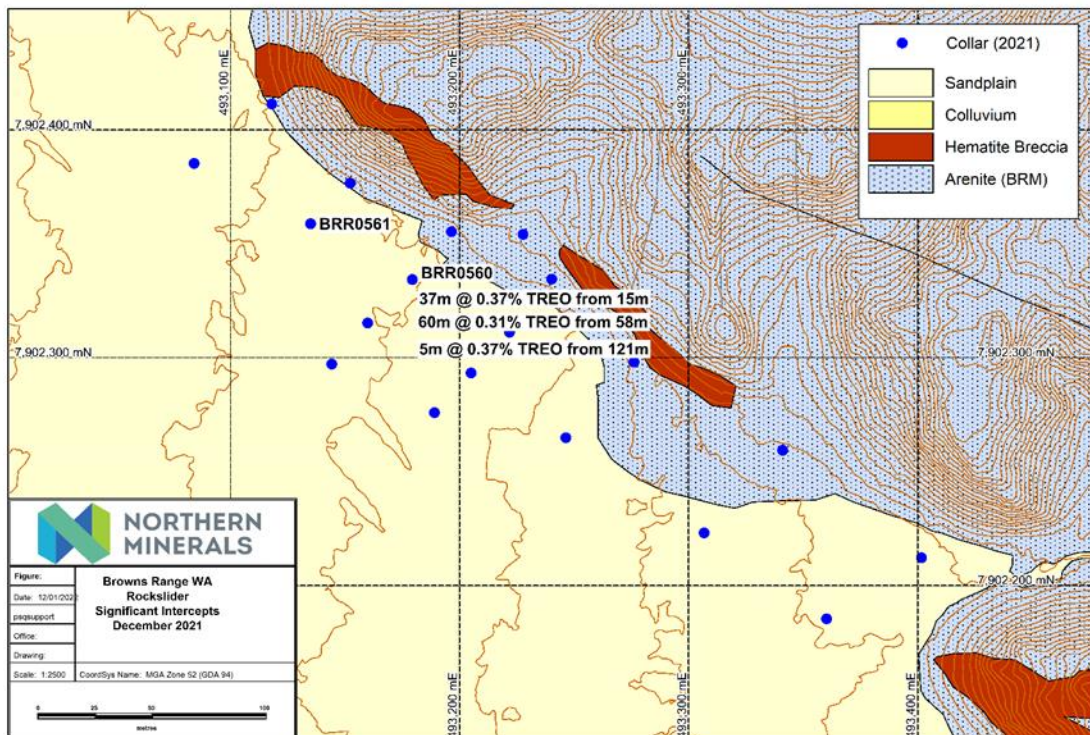 Collar (2021)
Sandplain
Colluvium
Hematite Breccia
Arenite (BRM)
493,100 mE
493,200 mE
493,300 mE
7,902,400 mN
BRR0561
BRR0560
37m @ 0.37% TREO from 15m
60m @ 0.31% TREO from 58m
5m @ 0.37% TREO from 121m
7,902,300 mN
7,902,300 mN
7,902,200 mN
493,200 mE
493,300 mE
493,400 mE
NORTHERN
MINERALS
Figure:
Date: 12/01/202
psqsupport
Office:
Drawing:
Browns Range WA
Rockslider
Significant Intercepts
December 2021
Scale: 1:2500
CoordSys Name: MGA Zone 52 (GDA 94)
0 25 50 100
metres